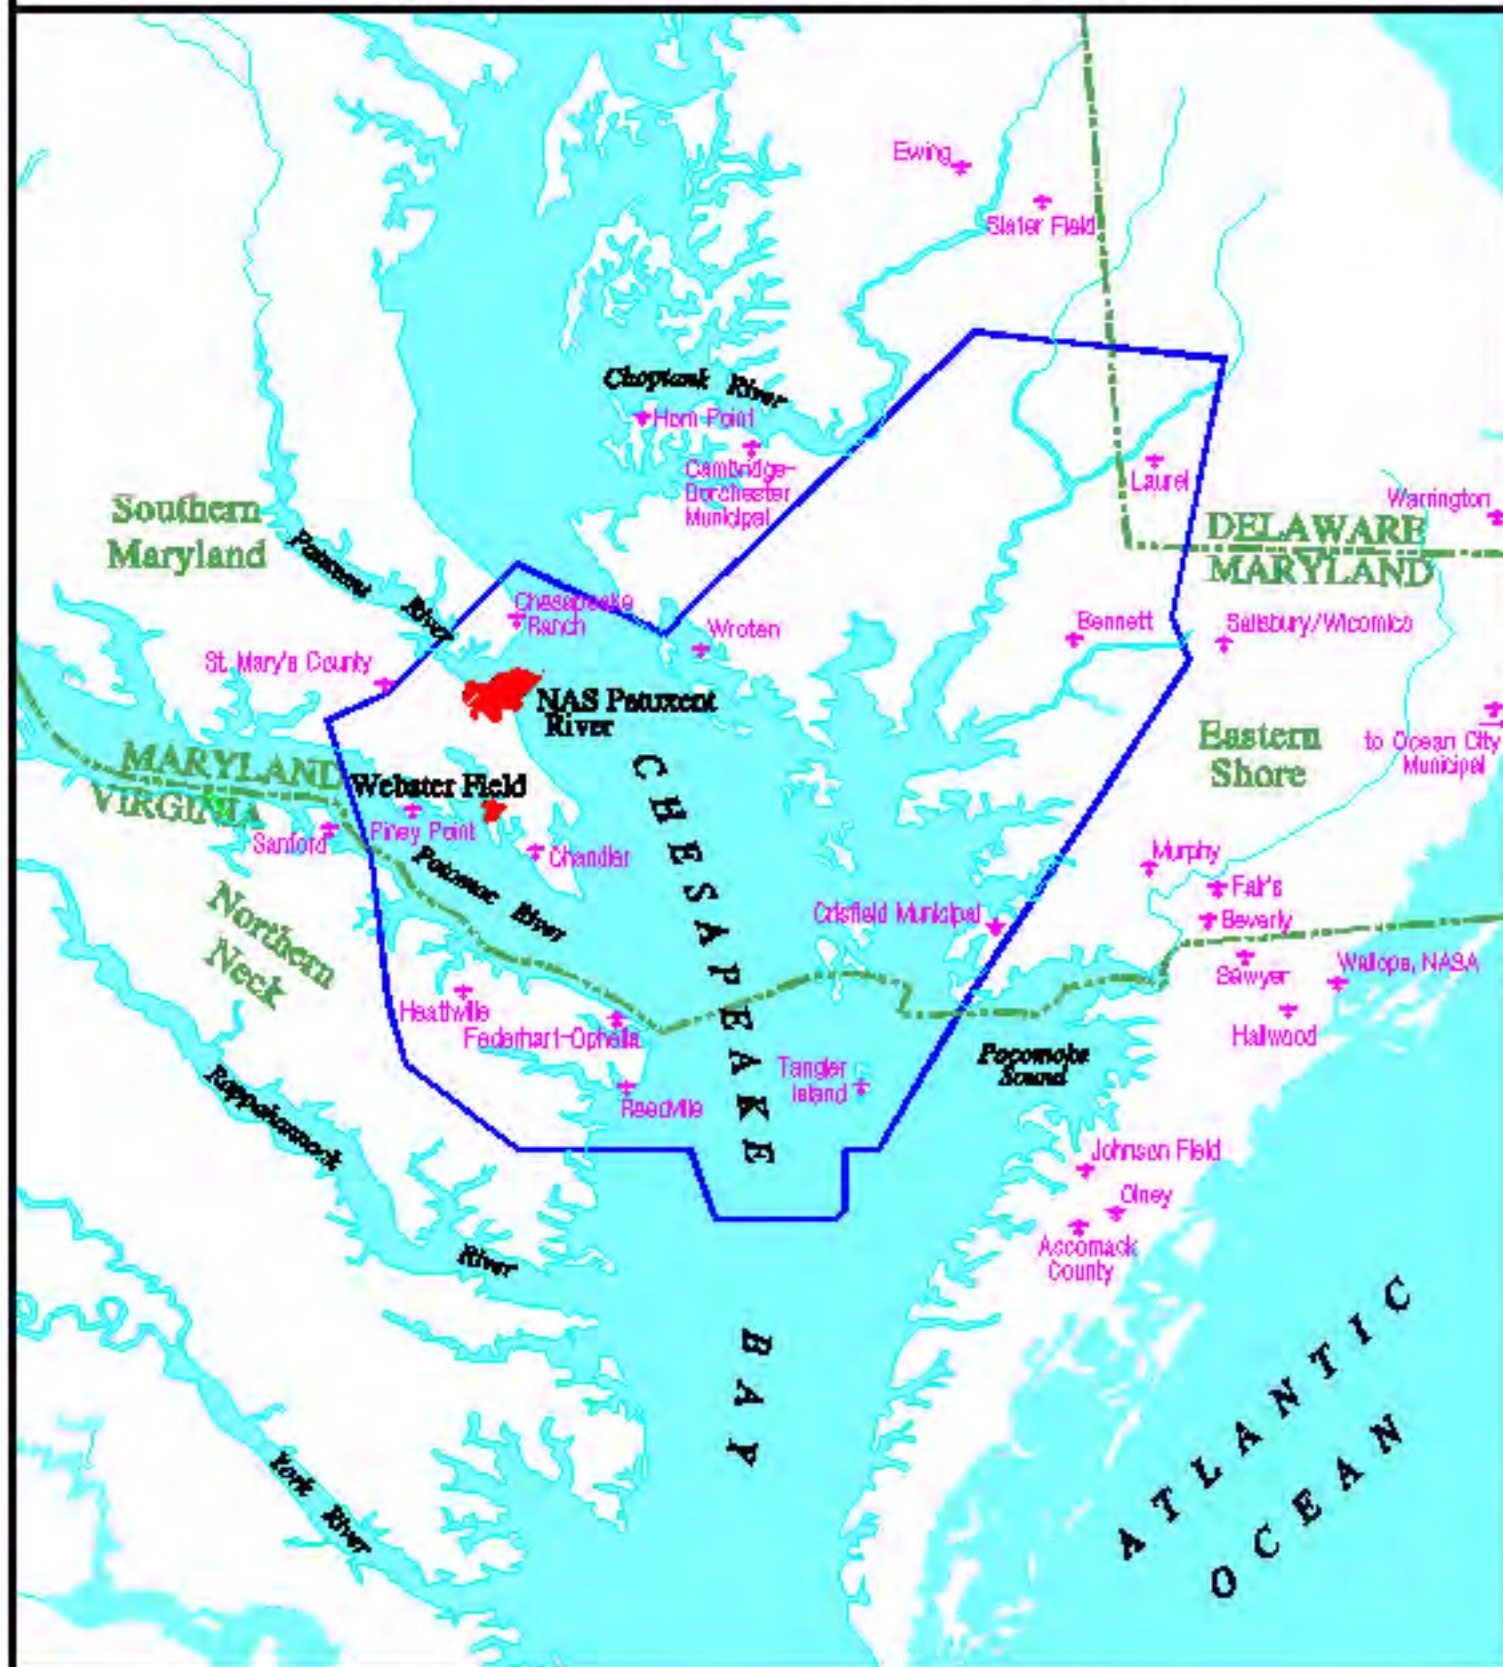 Ewing
Slater Field
Choptank River
Horn Point
Cambridge-
Dorchester
Municipal
Laurel
Warrington
Southern
Maryland
DELAWARE
MARYLAND
Patuxent River
Chesapeake
Ranch
Wroten
Bennett
Salisbury/Wicomico
St. Mary's County
NAS Patuxent
River
Eastern
Shore
to Ocean City
Municipal
MARYLAND
VIRGINIA
Webster Field
Piney Point
Sanford
Chandler
Potomac River
Murphy
Fair's
Beverly
Crisfield Municipal
Northern
Neck
Sawyer
Wallops, NASA
Hallwood
Heathville
Federhart-Ophelia
Tangier
Island
Pocomoke
Sound
Reedville
CHESAPEAKE
BAY
Rappahannock
River
Johnson Field
Olney
Accomack
County
York River
ATLANTIC
OCEAN